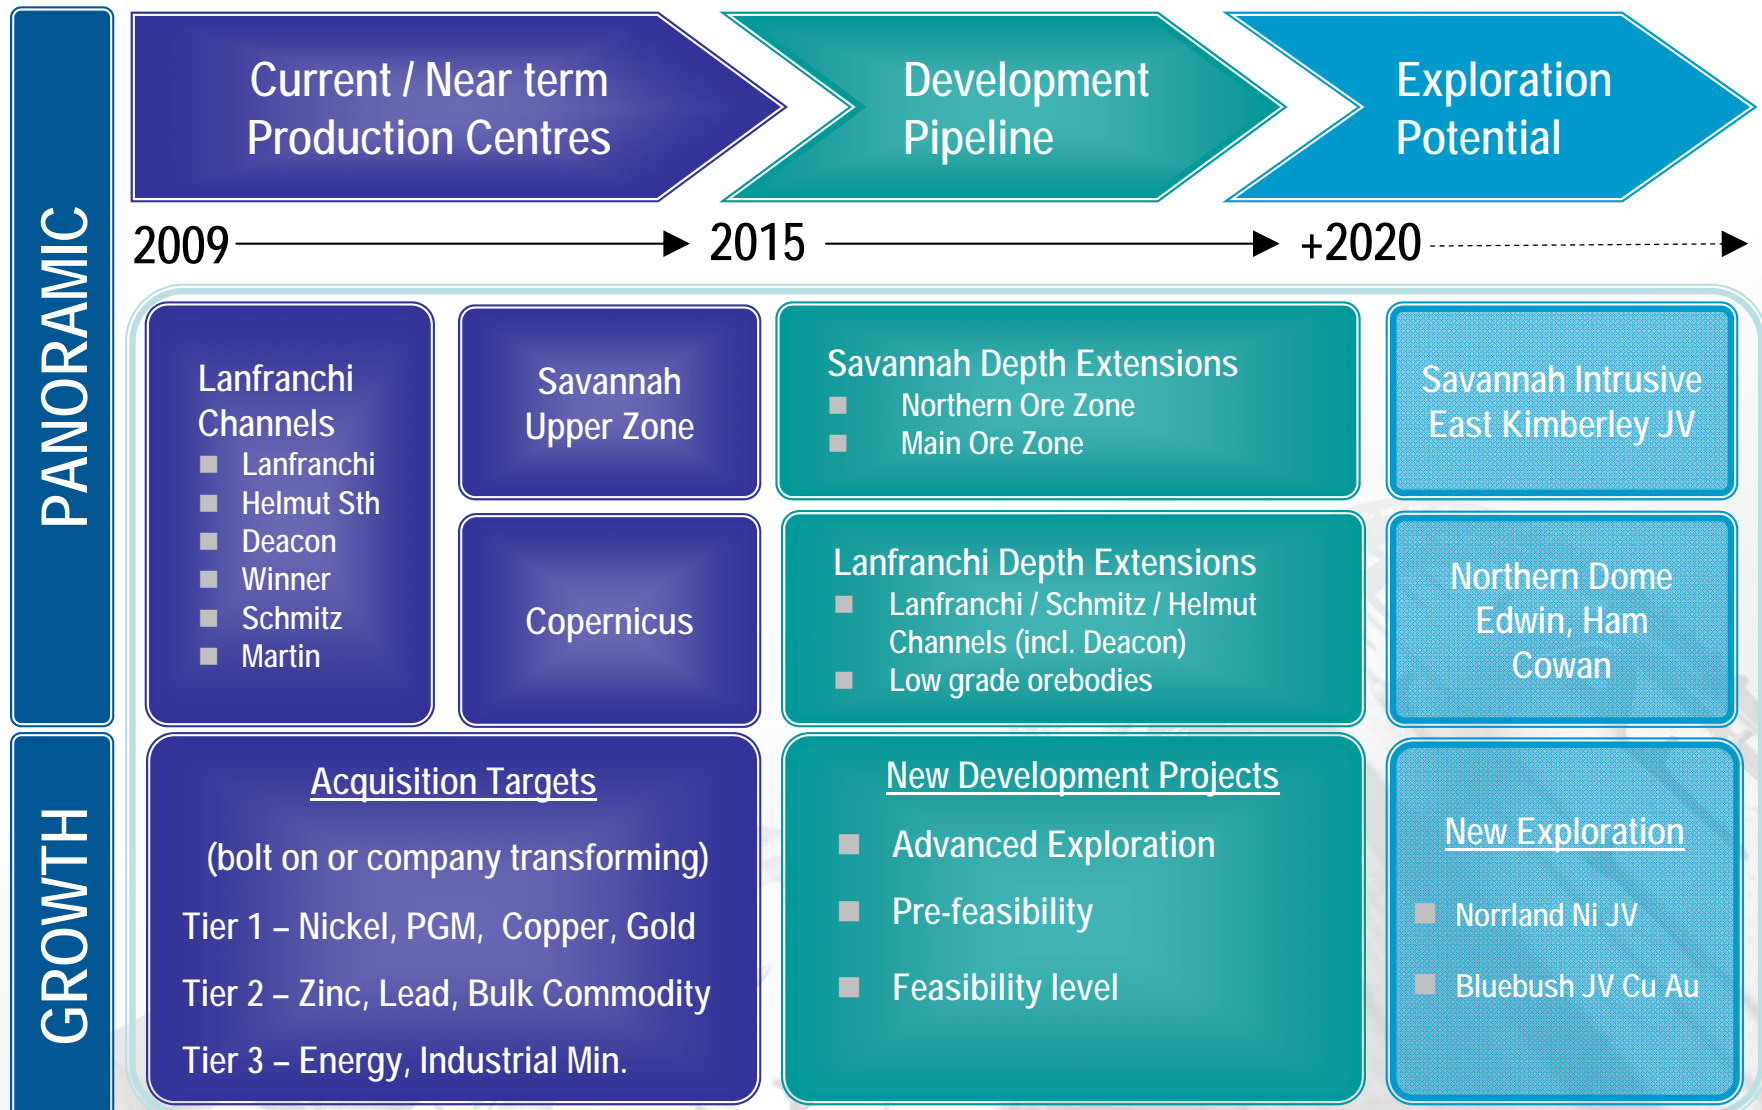 PANORAMIC
Current / Near term
Production Centres
Development
Pipeline
Exploration
Potential
2009
2015
+2020
Lanfranchi
Channels
Lanfranchi
Helmut Sth
Deacon
Winner
Schmitz
Martin
Savannah
Upper Zone
Copernicus
Savannah Depth Extensions
Northern Ore Zone
Main Ore Zone
Lanfranchi Depth Extensions
Lanfranchi / Schmitz / Helmut
Channels (incl. Deacon)
Low grade orebodies
Savannah Intrusive
East Kimberley JV
Northern Dome
Edwin, Ham
Cowan
GROWTH
Acquisition Targets
(bolt on or company transforming)
Tier 1 – Nickel, PGM, Copper, Gold
Tier 2 – Zinc, Lead, Bulk Commodity
Tier 3 – Energy, Industrial Min.
New Development Projects
Advanced Exploration
Pre-feasibility
Feasibility level
New Exploration
Norrland Ni JV
Bluebush JV Cu Au